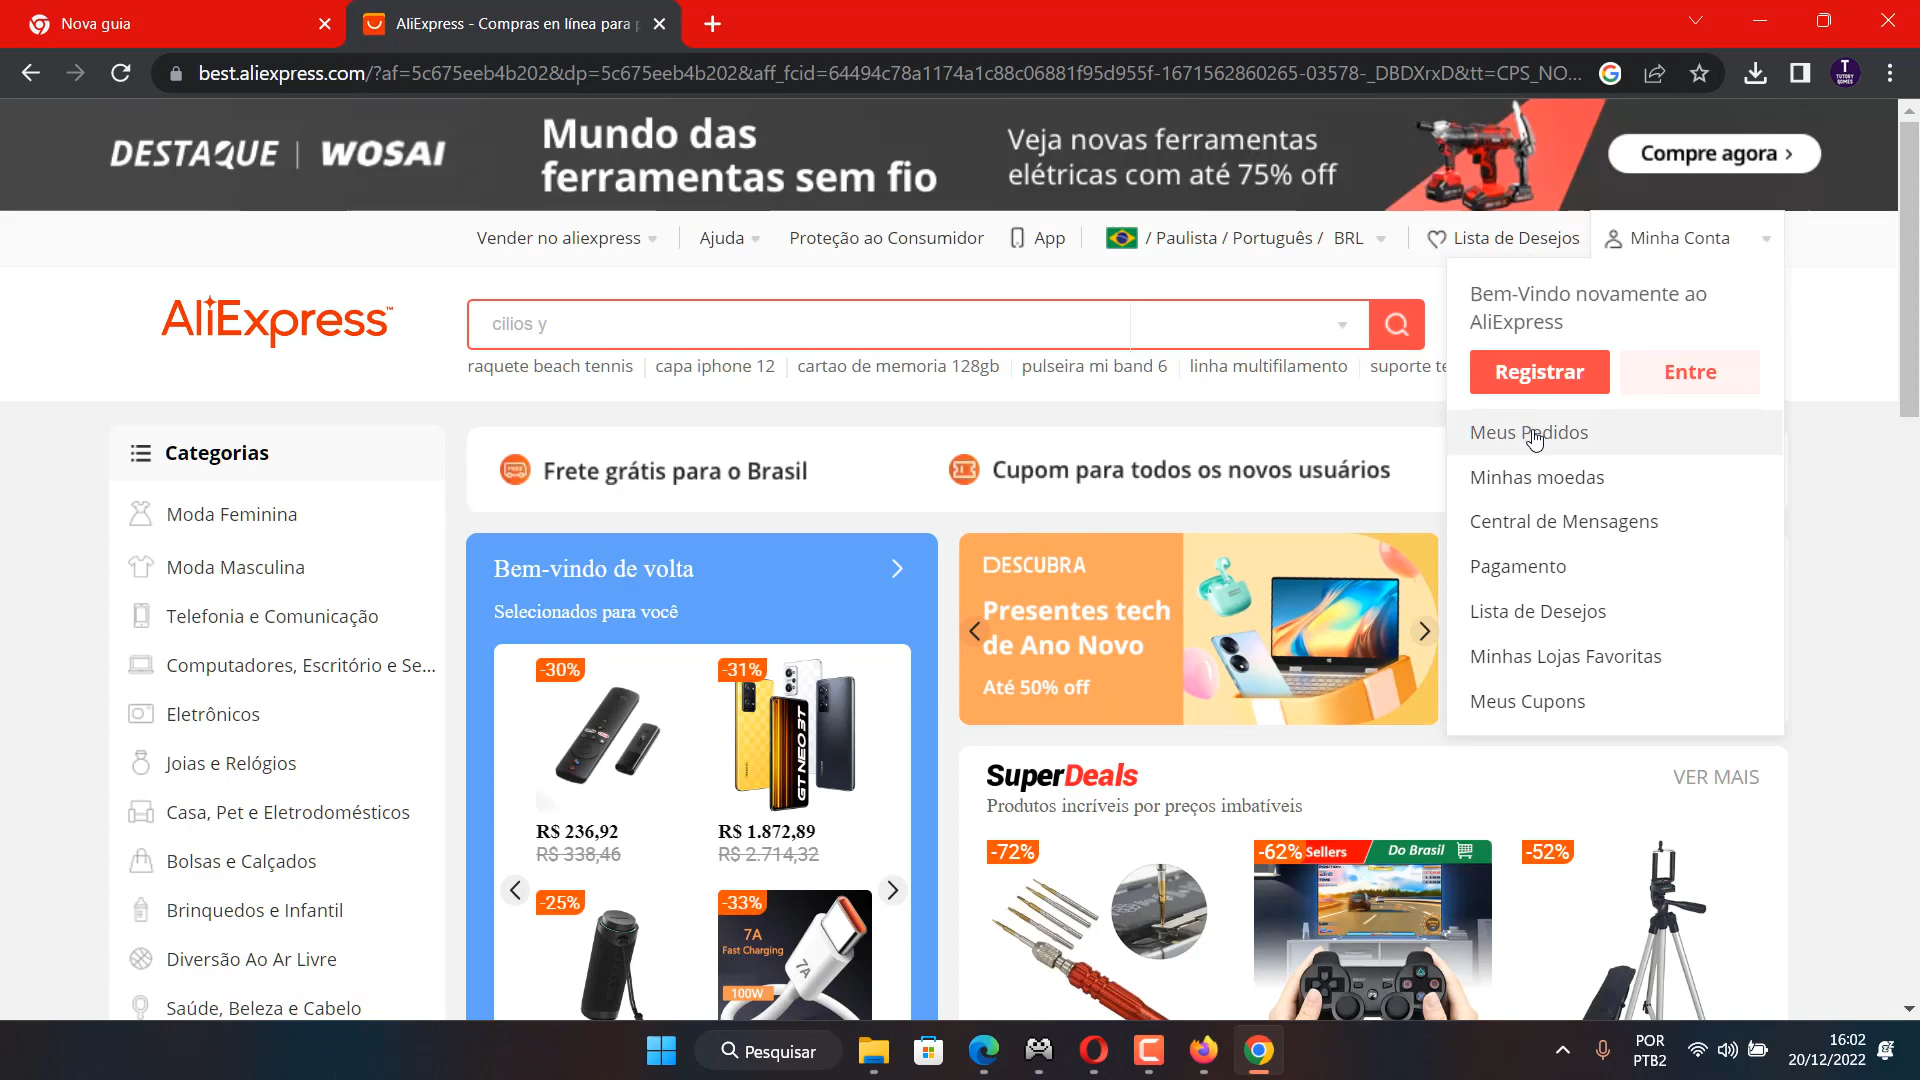 Nova guia
AliExpress - Compras en línea para p
best.aliexpress.com/?af=5c675eeb4b202&dp=5c675eeb4b202&aff_fcid=64494c78a1174a1c88c06881f95d955f-1671562860265-03578-_DBDXrxD&tt=CPS_NO...
T
TUTORY
GOMES
DESTAQUE | WOSAI
Mundo das
ferramentas sem fio
Veja novas ferramentas
elétricas com até 75% off
Compre agora >
Vender no aliexpress
Ajuda
Proteção ao Consumidor
App
/ Paulista / Português / BRL
Lista de Desejos
Minha Conta
AliExpress
cilios y
raquete beach tennis
capa iphone 12
cartao de memoria 128gb
pulseira mi band 6
linha multifilamento
suporte te
Bem-Vindo novamente ao
AliExpress
Registrar
Entre
Meus Pedidos
Minhas moedas
Central de Mensagens
Pagamento
Lista de Desejos
Minhas Lojas Favoritas
Meus Cupons
Categorias
Moda Feminina
Moda Masculina
Telefonia e Comunicação
Computadores, Escritório e Se...
Eletrônicos
Joias e Relógios
Casa, Pet e Eletrodomésticos
Bolsas e Calçados
Brinquedos e Infantil
Diversão Ao Ar Livre
Saúde, Beleza e Cabelo
Frete grátis para o Brasil
Cupom para todos os novos usuários
Bem-vindo de volta
Selecionados para você
-30%
-31%
GT NEO 3T
R$ 236,92
R$ 338,46
R$ 1.872,89
R$ 2.714,32
-25%
-33%
7A
Fast Charging
7A
100W
DESCUBRA
Presentes tech
de Ano Novo
Até 50% off
SuperDeals
VER MAIS
Produtos incríveis por preços imbatíveis
-72%
-62%
Sellers
Do Brasil
-52%
Pesquisar
POR
PTB2
16:02
20/12/2022